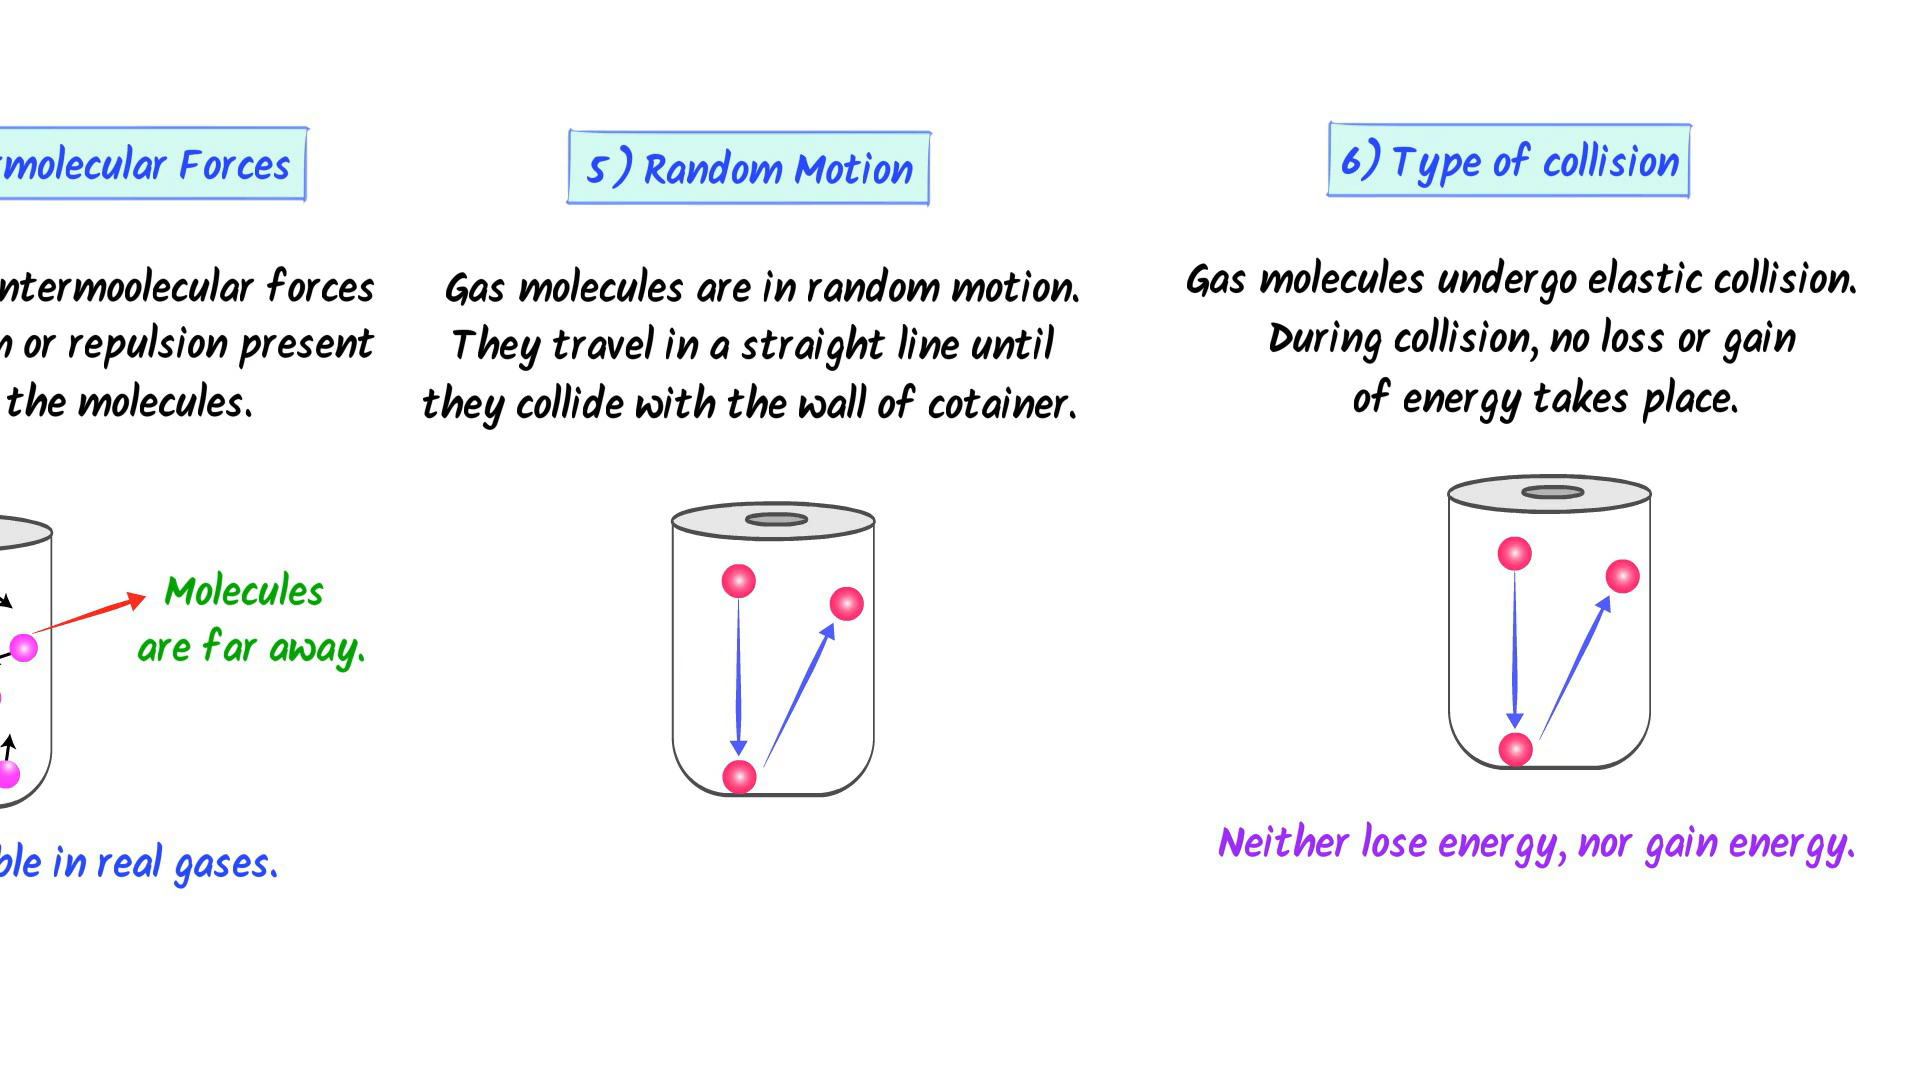 rmolecular Forces
ntermoolecular forces
n or repulsion present
the molecules.
Molecules
are far away.
ble in real gases.
5) Random Motion
Gas molecules are in random motion.
They travel in a straight line until
they collide with the wall of cotainer.
6) Type of collision
Gas molecules undergo elastic collision.
During collision, no loss or gain
of energy takes place.
Neither lose energy, nor gain energy.